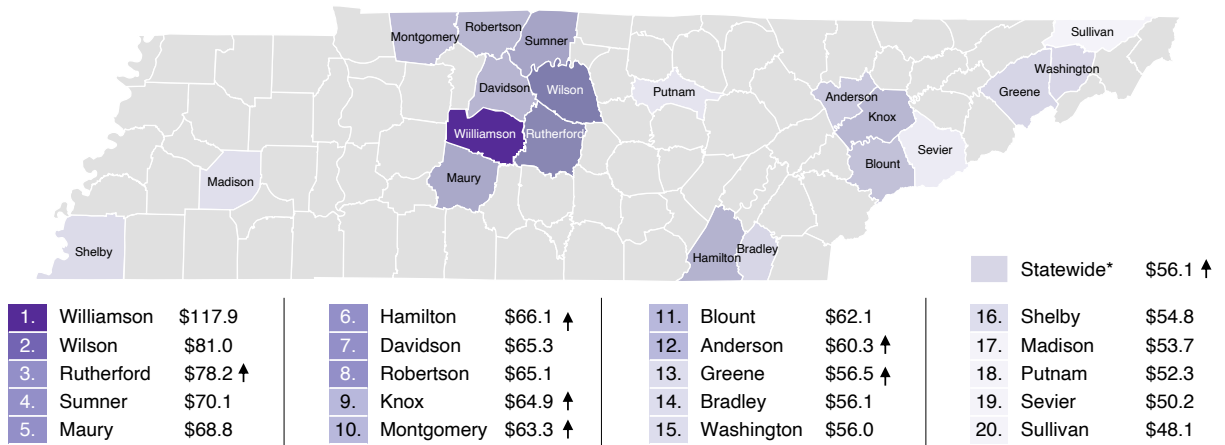 Montgomery
Robertson
Sumner
Sullivan
Washington
Davidson
Wilson
Putnam
Anderson
Greene
Knox
Williamson
Rutherford
Sevier
Blount
Maury
Madison
Shelby
Hamilton
Bradley
Statewide* $56.1
1. Williamson $117.9
2. Wilson $81.0
3. Rutherford $78.2
4. Sumner $70.1
5. Maury $68.8
6. Hamilton $66.1
7. Davidson $65.3
8. Robertson $65.1
9. Knox $64.9
10. Montgomery $63.3
11. Blount $62.1
12. Anderson $60.3
13. Greene $56.5
14. Bradley $56.1
15. Washington $56.0
16. Shelby $54.8
17. Madison $53.7
18. Putnam $52.3
19. Sevier $50.2
20. Sullivan $48.1